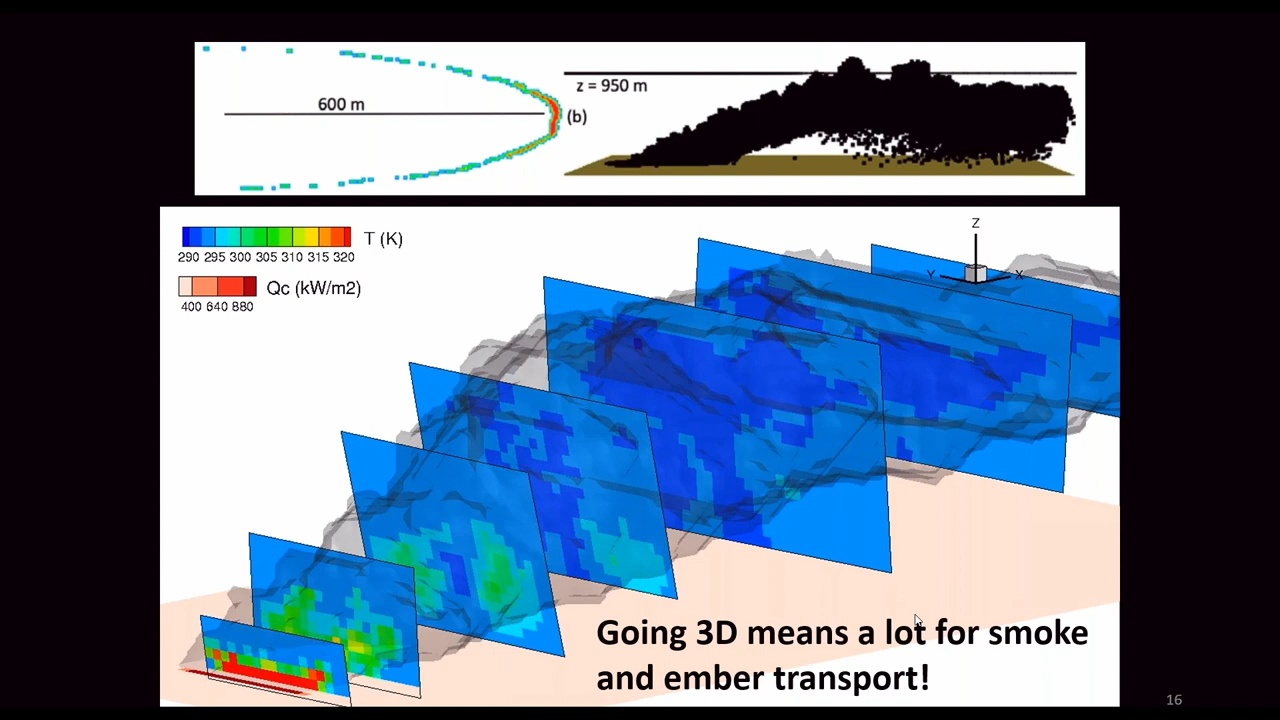 600 m
(b)
z = 950 m
T (K)
290 295 300 305 310 315 320
Qc (kW/m2)
400 640 880
Z
Y
X
Going 3D means a lot for smoke
and ember transport!
16